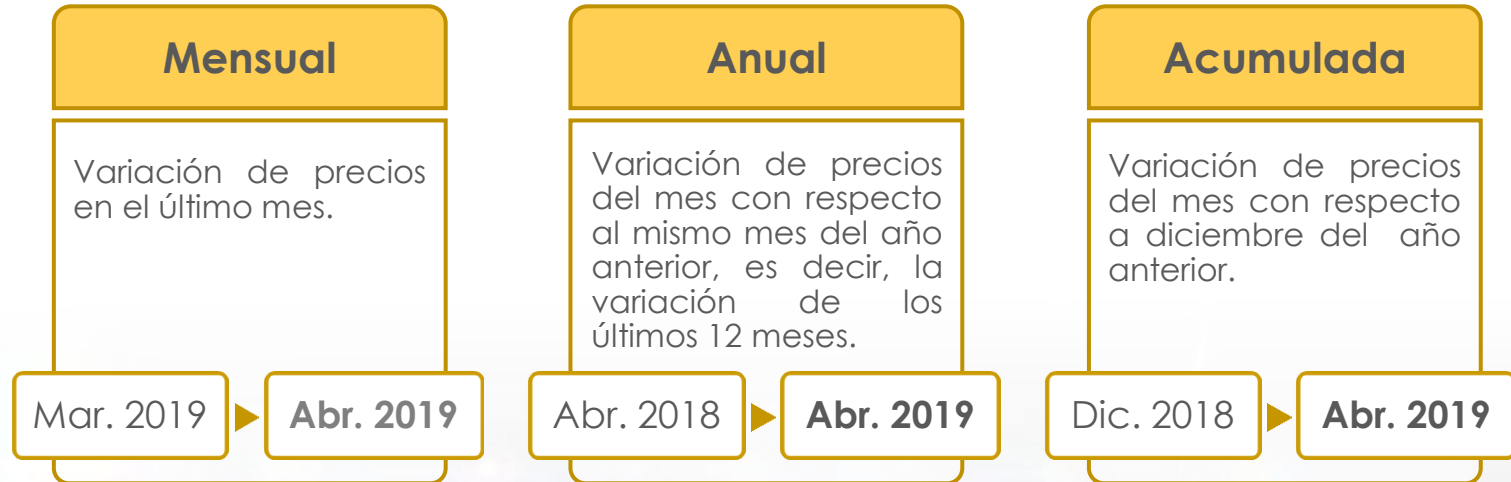 Mensual
Variación de precios
en el último mes.
Mar. 2019
Abr. 2019
Anual
Variación de precios
del mes con respecto
al mismo mes del año
anterior, es decir, la
variación de los
últimos 12 meses.
Abr. 2018
Abr. 2019
Acumulada
Variación de precios
del mes con respecto
a diciembre del año
anterior.
Dic. 2018
Abr. 2019